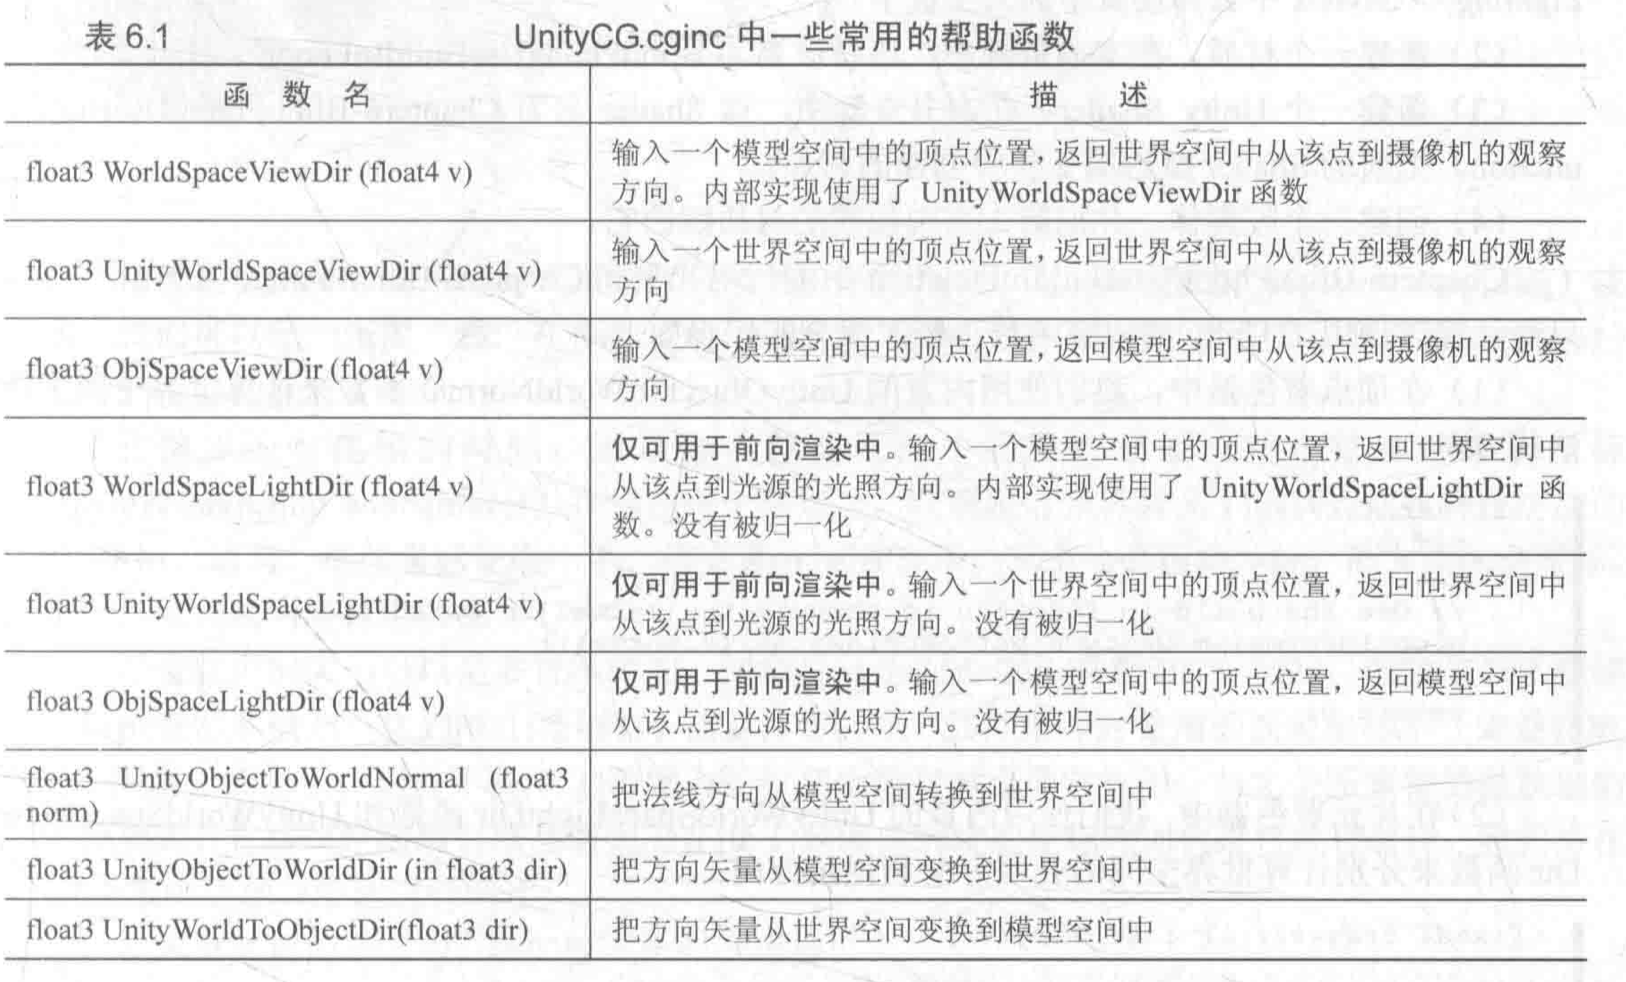 表 6.1 UnityCG.cginc 中一些常用的帮助函数
函 数 名 描 述
float3 WorldSpaceViewDir (float4 v)
输入一个模型空间中的顶点位置，返回世界空间中从该点到摄像机的观察
方向。内部实现使用了 UnityWorldSpaceViewDir 函数
float3 UnityWorldSpaceViewDir (float4 v)
输入一个世界空间中的顶点位置，返回世界空间中从该点到摄像机的观察
方向
float3 ObjSpaceViewDir (float4 v)
输入一个模型空间中的顶点位置，返回模型空间中从该点到摄像机的观察
方向
float3 WorldSpaceLightDir (float4 v)
仅可用于前向渲染中。输入一个模型空间中的顶点位置，返回世界空间中
从该点到光源的光照方向。内部实现使用了 UnityWorldSpaceLightDir 函
数。没有被归一化
float3 UnityWorldSpaceLightDir (float4 v)
仅可用于前向渲染中。输入一个世界空间中的顶点位置，返回世界空间中
从该点到光源的光照方向。没有被归一化
float3 ObjSpaceLightDir (float4 v)
仅可用于前向渲染中。输入一个模型空间中的顶点位置，返回模型空间中
从该点到光源的光照方向。没有被归一化
float3 UnityObjectToWorldNormal (float3
norm)
把法线方向从模型空间转换到世界空间中
float3 UnityObjectToWorldDir (in float3 dir)
把方向矢量从模型空间变换到世界空间中
float3 UnityWorldToObjectDir(float3 dir)
把方向矢量从世界空间变换到模型空间中